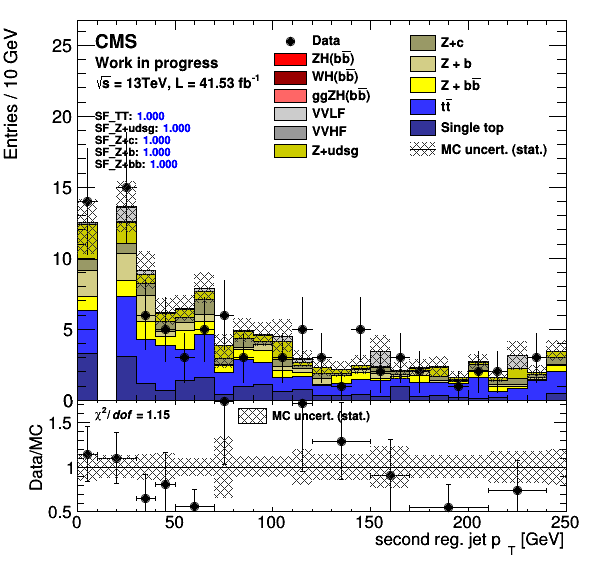 Entries / 10 GeV
25
20
15
10
5
0
CMS
Work in progress
√s = 13TeV, L = 41.53 fb⁻¹
SF_TT: 1.000
SF_Z+udsg: 1.000
SF_Z+c: 1.000
SF_Z+b: 1.000
SF_Z+bb: 1.000
Data
ZH(bb̅)
WH(bb̅)
ggZH(bb̅)
VVLF
VVHF
Z+udsg
Z+c
Z + b
Z + bb̅
tt̅
Single top
MC uncert. (stat.)
Data/MC
1.5
1
0.5
χ²/dof = 1.15
MC uncert. (stat.)
0 50 100 150 200 250
second reg. jet p_T [GeV]